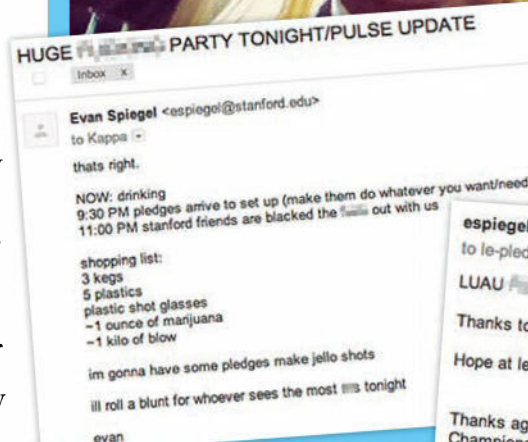 HUGE PARTY TONIGHT/PULSE UPDATE
Inbox x
Evan Spiegel <espiegel@stanford.edu>
to Kappa
thats right.
NOW: drinking
9:30 PM pledges arrive to set up (make them do whatever you want/need
11:00 PM stanford friends are blacked the out with us
shopping list:
3 kegs
5 plastics
plastic shot glasses
~1 ounce of marijuana
~1 kilo of blow
im gonna have some pledges make jello shots
ill roll a blunt for whoever sees the most tonight
evan
espiegel
to le-pled
LUAU
Thanks to
Hope at le
Thanks ag
Champion